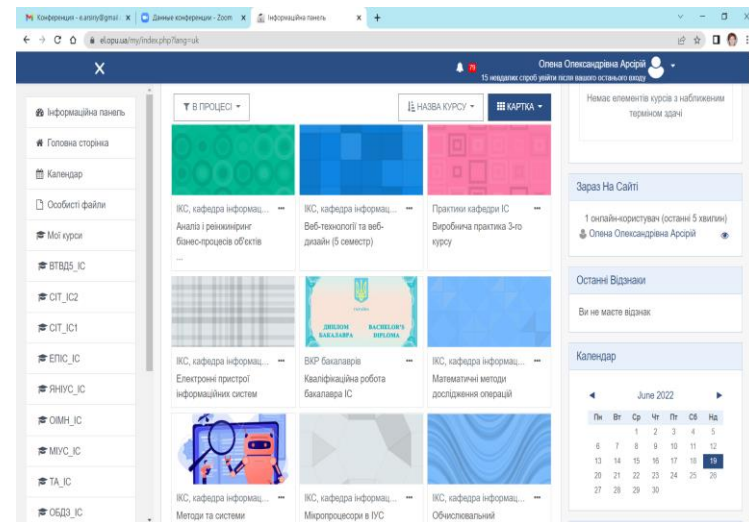 Конференция - e.arsiriy@gmail.
Данные конференции - Zoom
Інформаційна панель
elopu.ua/my/index.php?lang=uk
79
Олена Олександрівна Арсірій
15 невдалих спроб увійти після вашого останнього входу
Інформаційна панель
Головна сторінка
Календар
Особисті файли
Мої курси
ВТВД5_ІС
СІТ_ІС2
СІТ_ІС1
ЕПІС_ІС
ЯНІУС_ІС
ОІМН_ІС
МІУС_ІС
ТА_ІС
ОБДЗ_ІС
В ПРОЦЕСІ
НАЗВА КУРСУ
КАРТКА
ІКС, кафедра інформац...
Аналіз і реінжиніринг
бізнес-процесів об'єктів
...
ІКС, кафедра інформац...
Веб-технології та веб-
дизайн (5 семестр)
Практики кафедри ІС
Виробнича практика 3-го
курсу
ІКС, кафедра інформац...
Електронні пристрої
інформаційних систем
ДИПЛОМ
БАКАЛАВРА
BACHELOR'S
DIPLOMA
ВКР бакалаврів
Кваліфікаційна робота
бакалавра ІС
ІКС, кафедра інформац...
Математичні методи
дослідження операцій
ІКС, кафедра інформац...
Методи та системи
ІКС, кафедра інформац...
Мікропроцесори в ІУС
ІКС, кафедра інформац...
Обчислювальний
Немає елементів курсів з наближеним
терміном здачі
Зараз На Сайті
1 онлайн-користувач (останні 5 хвилин)
Олена Олександрівна Арсірій
Останні Відзнаки
Ви не маєте відзнак
Календар
June 2022
Пн Вт Ср Чт Пт Сб Нд
1 2 3 4 5
6 7 8 9 10 11 12
13 14 15 16 17 18 19
20 21 22 23 24 25 26
27 28 29 30